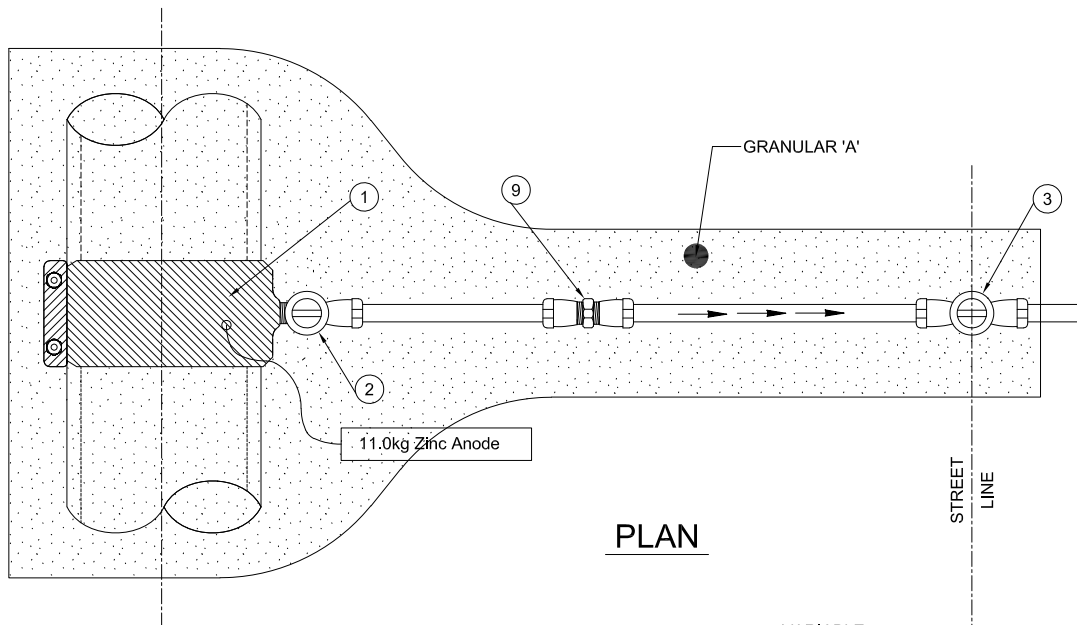 1
9
GRANULAR 'A'
3
2
11.0kg Zinc Anode
STREET
LINE
PLAN